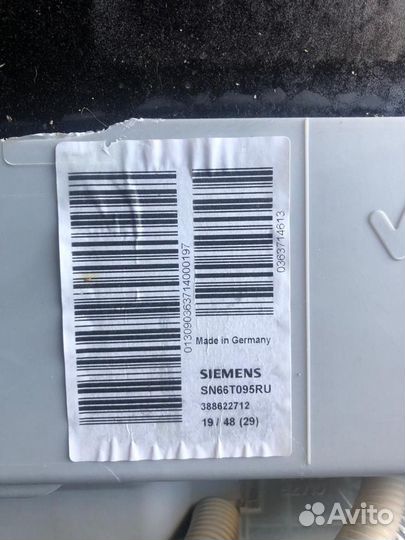 013090363714000197
0363714613
Made in Germany
SIEMENS
SN66T095RU
388622712
19 / 48 (29)
Avito